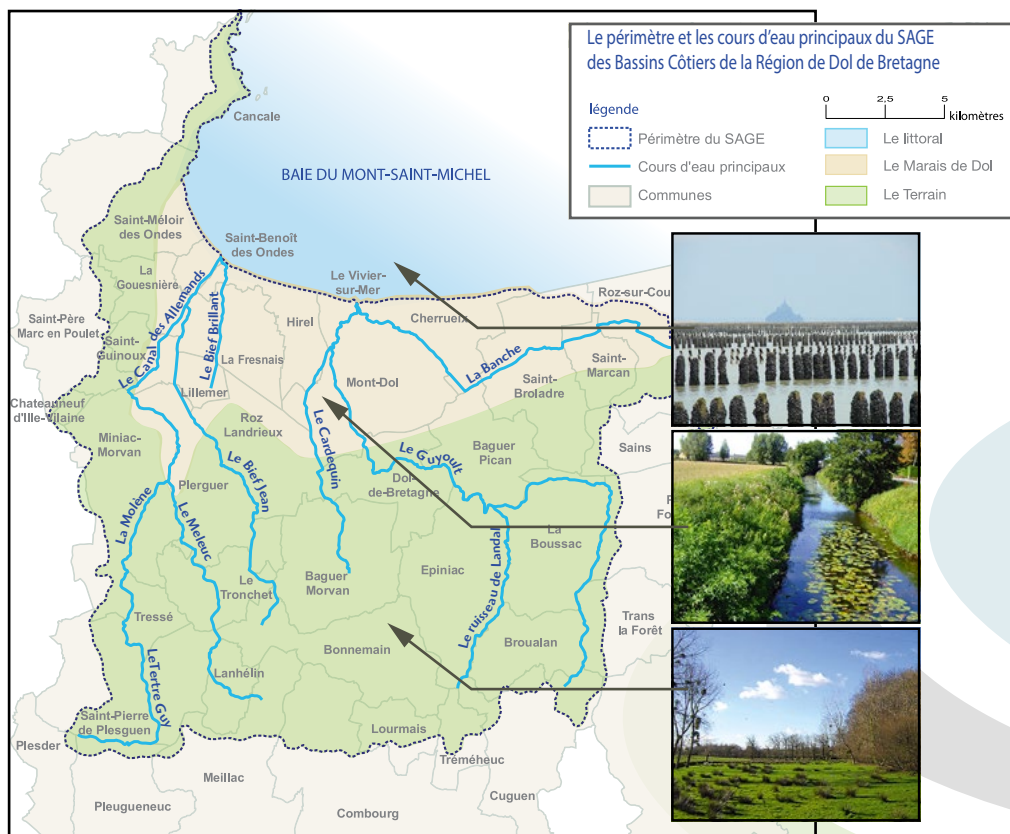 Le périmètre et les cours d'eau principaux du SAGE
des Bassins Côtiers de la Région de Dol de Bretagne
légende
0 2,5 5
kilomètres
Périmètre du SAGE
Cours d'eau principaux
Communes
Le littoral
Le Marais de Dol
Le Terrain
Cancale
BAIE DU MONT-SAINT-MICHEL
Saint-Méloir
des Ondes
Saint-Benoît
des Ondes
La
Gouesnière
Le Vivier-
sur-Mer
Roz-sur-Cou
Saint-Père
Marc en Poulet
Hirel
Cherrueix
Saint-
Guinoux
Le Canal des Allemands
Le Bief Brillant
La Fresnais
La Banche
Saint-
Marcan
Mont-Dol
Saint-
Broladre
Lillemer
Chateauneuf
d'Ille-Vilaine
Roz
Landrieux
Le Cardequin
Miniac-
Morvan
Baguer
Pican
Sains
Le Guyoult
Le Bief Jean
Dol-
de-Bretagne
Plerguer
La Molène
Le Meleuc
La
Boussac
Le
Tronchet
Baguer
Morvan
Epiniac
Le ruisseau de Landal
Tressé
Trans
la Forêt
Bonnemain
Broualan
Le Tertre Guy
Lanhélin
Saint-Pierre
de Plesguen
Lourmais
Plesder
Tréméheuc
Meillac
Cuguen
Pleugueneuc
Combourg